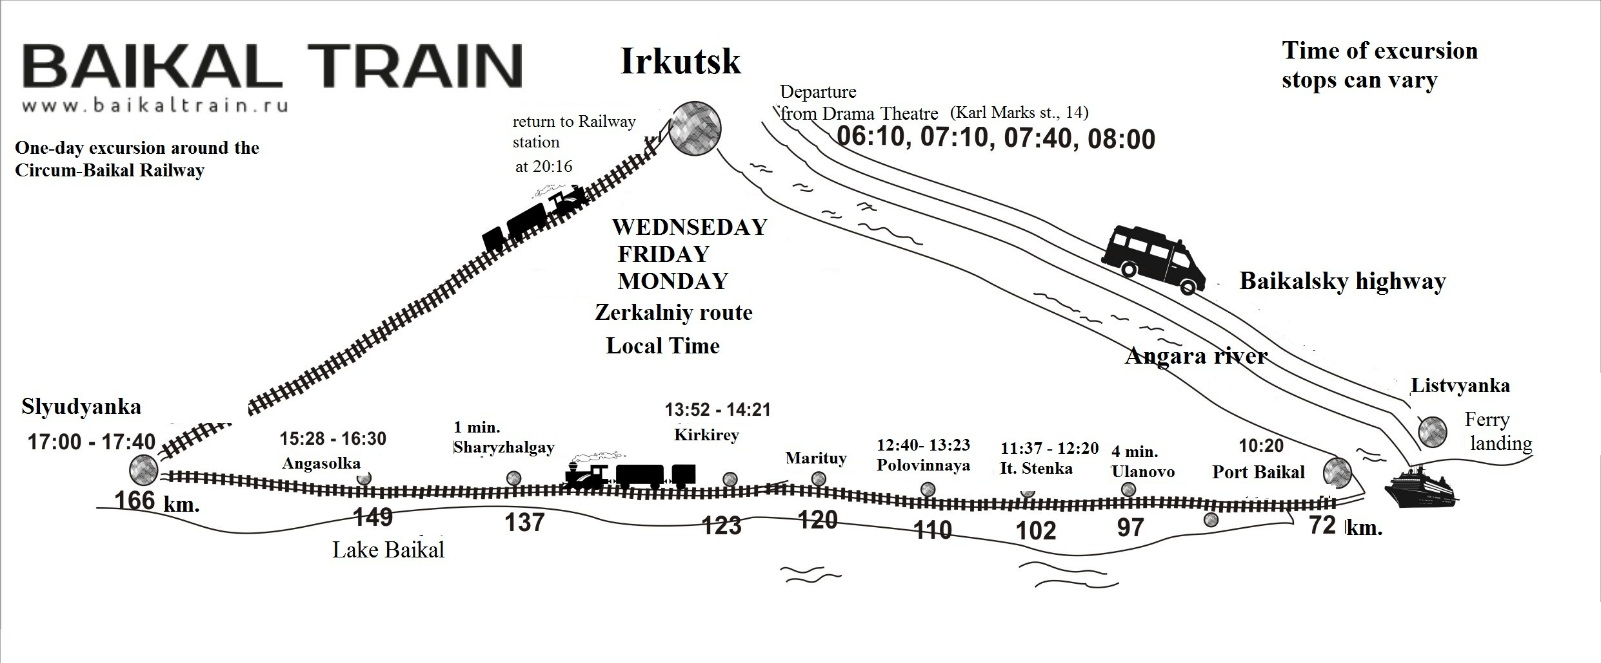 BAIKAL TRAIN
www.baikaltrain.ru
One-day excursion around the
Circum-Baikal Railway
Irkutsk
Time of excursion
stops can vary
return to Railway
station
at 20:16
Departure
from Drama Theatre (Karl Marks st., 14)
06:10, 07:10, 07:40, 08:00
WEDNSEDAY
FRIDAY
MONDAY
Zerkalniy route
Local Time
Baikalsky highway
Angara river
Listvyanka
Ferry
landing
Slyudyanka
17:00 - 17:40
166 km.
15:28 - 16:30
Angasolka
149
1 min.
Sharyzhalgay
137
13:52 - 14:21
Kirkirey
123
Marituy
120
12:40- 13:23
Polovinnaya
110
11:37 - 12:20
It. Stenka
102
4 min.
Ulanovo
97
10:20
Port Baikal
72 km.
Lake Baikal